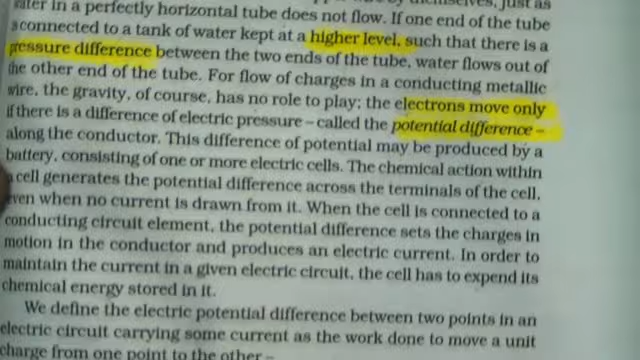 water in a perfectly horizontal tube does not flow. If one end of the tube
connected to a tank of water kept at a higher level, such that there is a
pressure difference between the two ends of the tube, water flows out of
the other end of the tube. For flow of charges in a conducting metallic
wire, the gravity, of course, has no role to play; the electrons move only
if there is a difference of electric pressure – called the potential difference –
along the conductor. This difference of potential may be produced by a
battery, consisting of one or more electric cells. The chemical action within
a cell generates the potential difference across the terminals of the cell,
even when no current is drawn from it. When the cell is connected to a
conducting circuit element, the potential difference sets the charges in
motion in the conductor and produces an electric current. In order to
maintain the current in a given electric circuit, the cell has to expend its
chemical energy stored in it.
We define the electric potential difference between two points in an
electric circuit carrying some current as the work done to move a unit
charge from one point to the other –